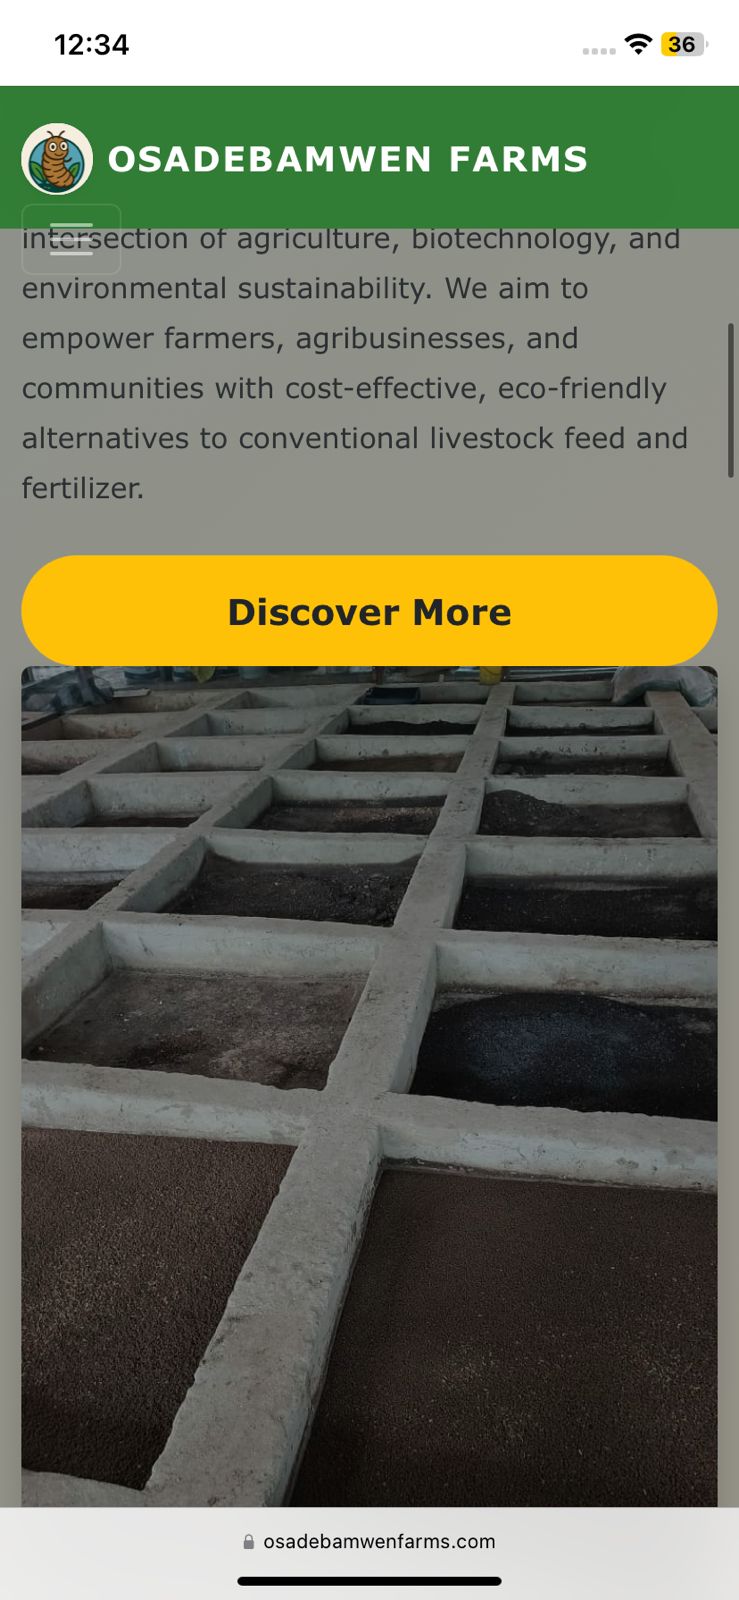 12:34
36
OSADEBAMWEN FARMS
intersection of agriculture, biotechnology, and
environmental sustainability. We aim to
empower farmers, agribusinesses, and
communities with cost-effective, eco-friendly
alternatives to conventional livestock feed and
fertilizer.
Discover More
osadebamwenfarms.com